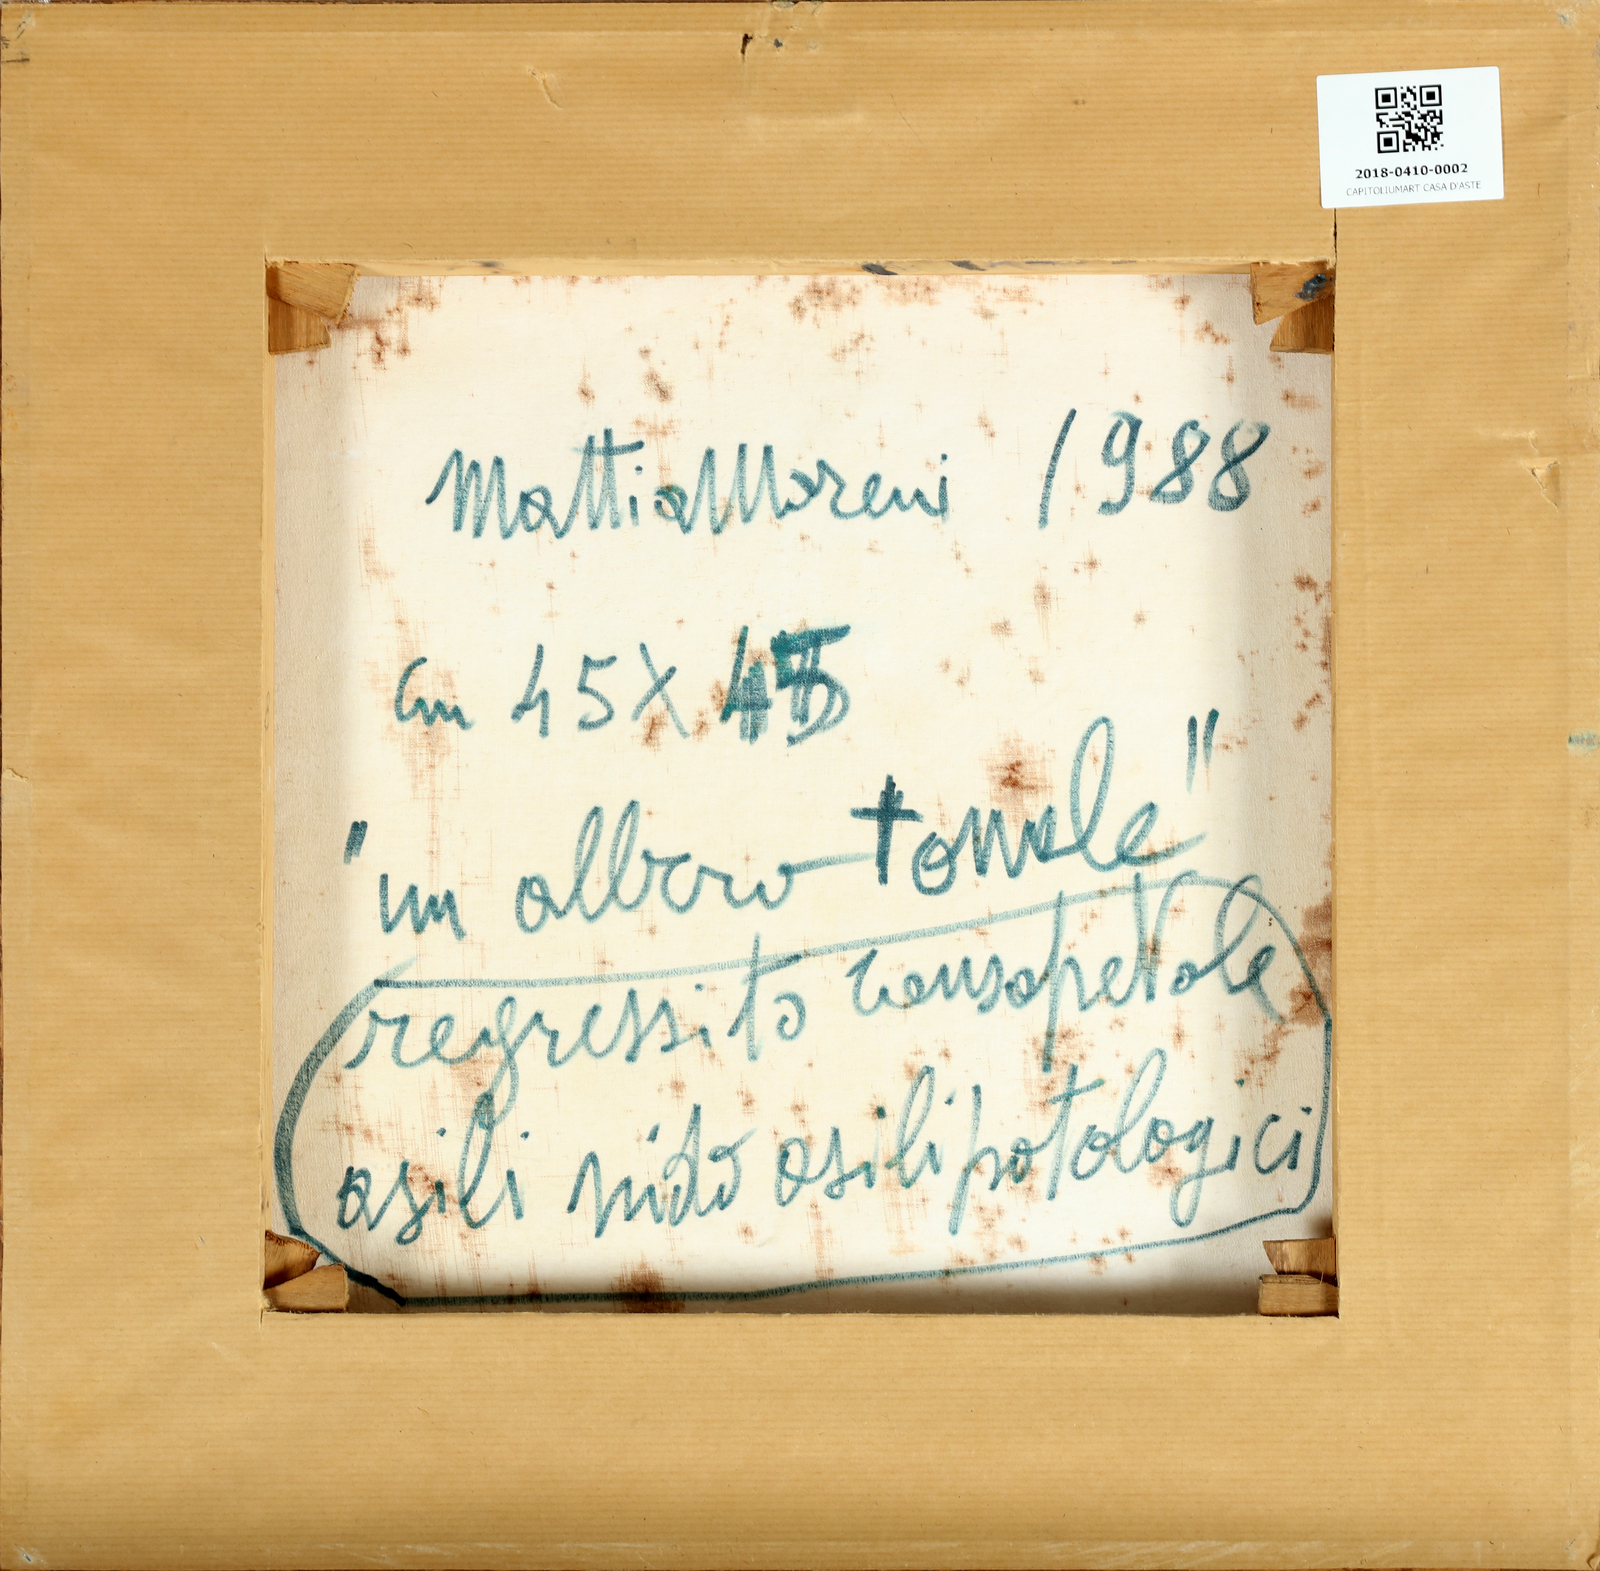 2018-0410-0002
CAPITOLIUMART CASA D'ASTE
Mattia Moreni 1988
cm 45 X 45
"un albero tonale"
regressito
asili nido asili patologici